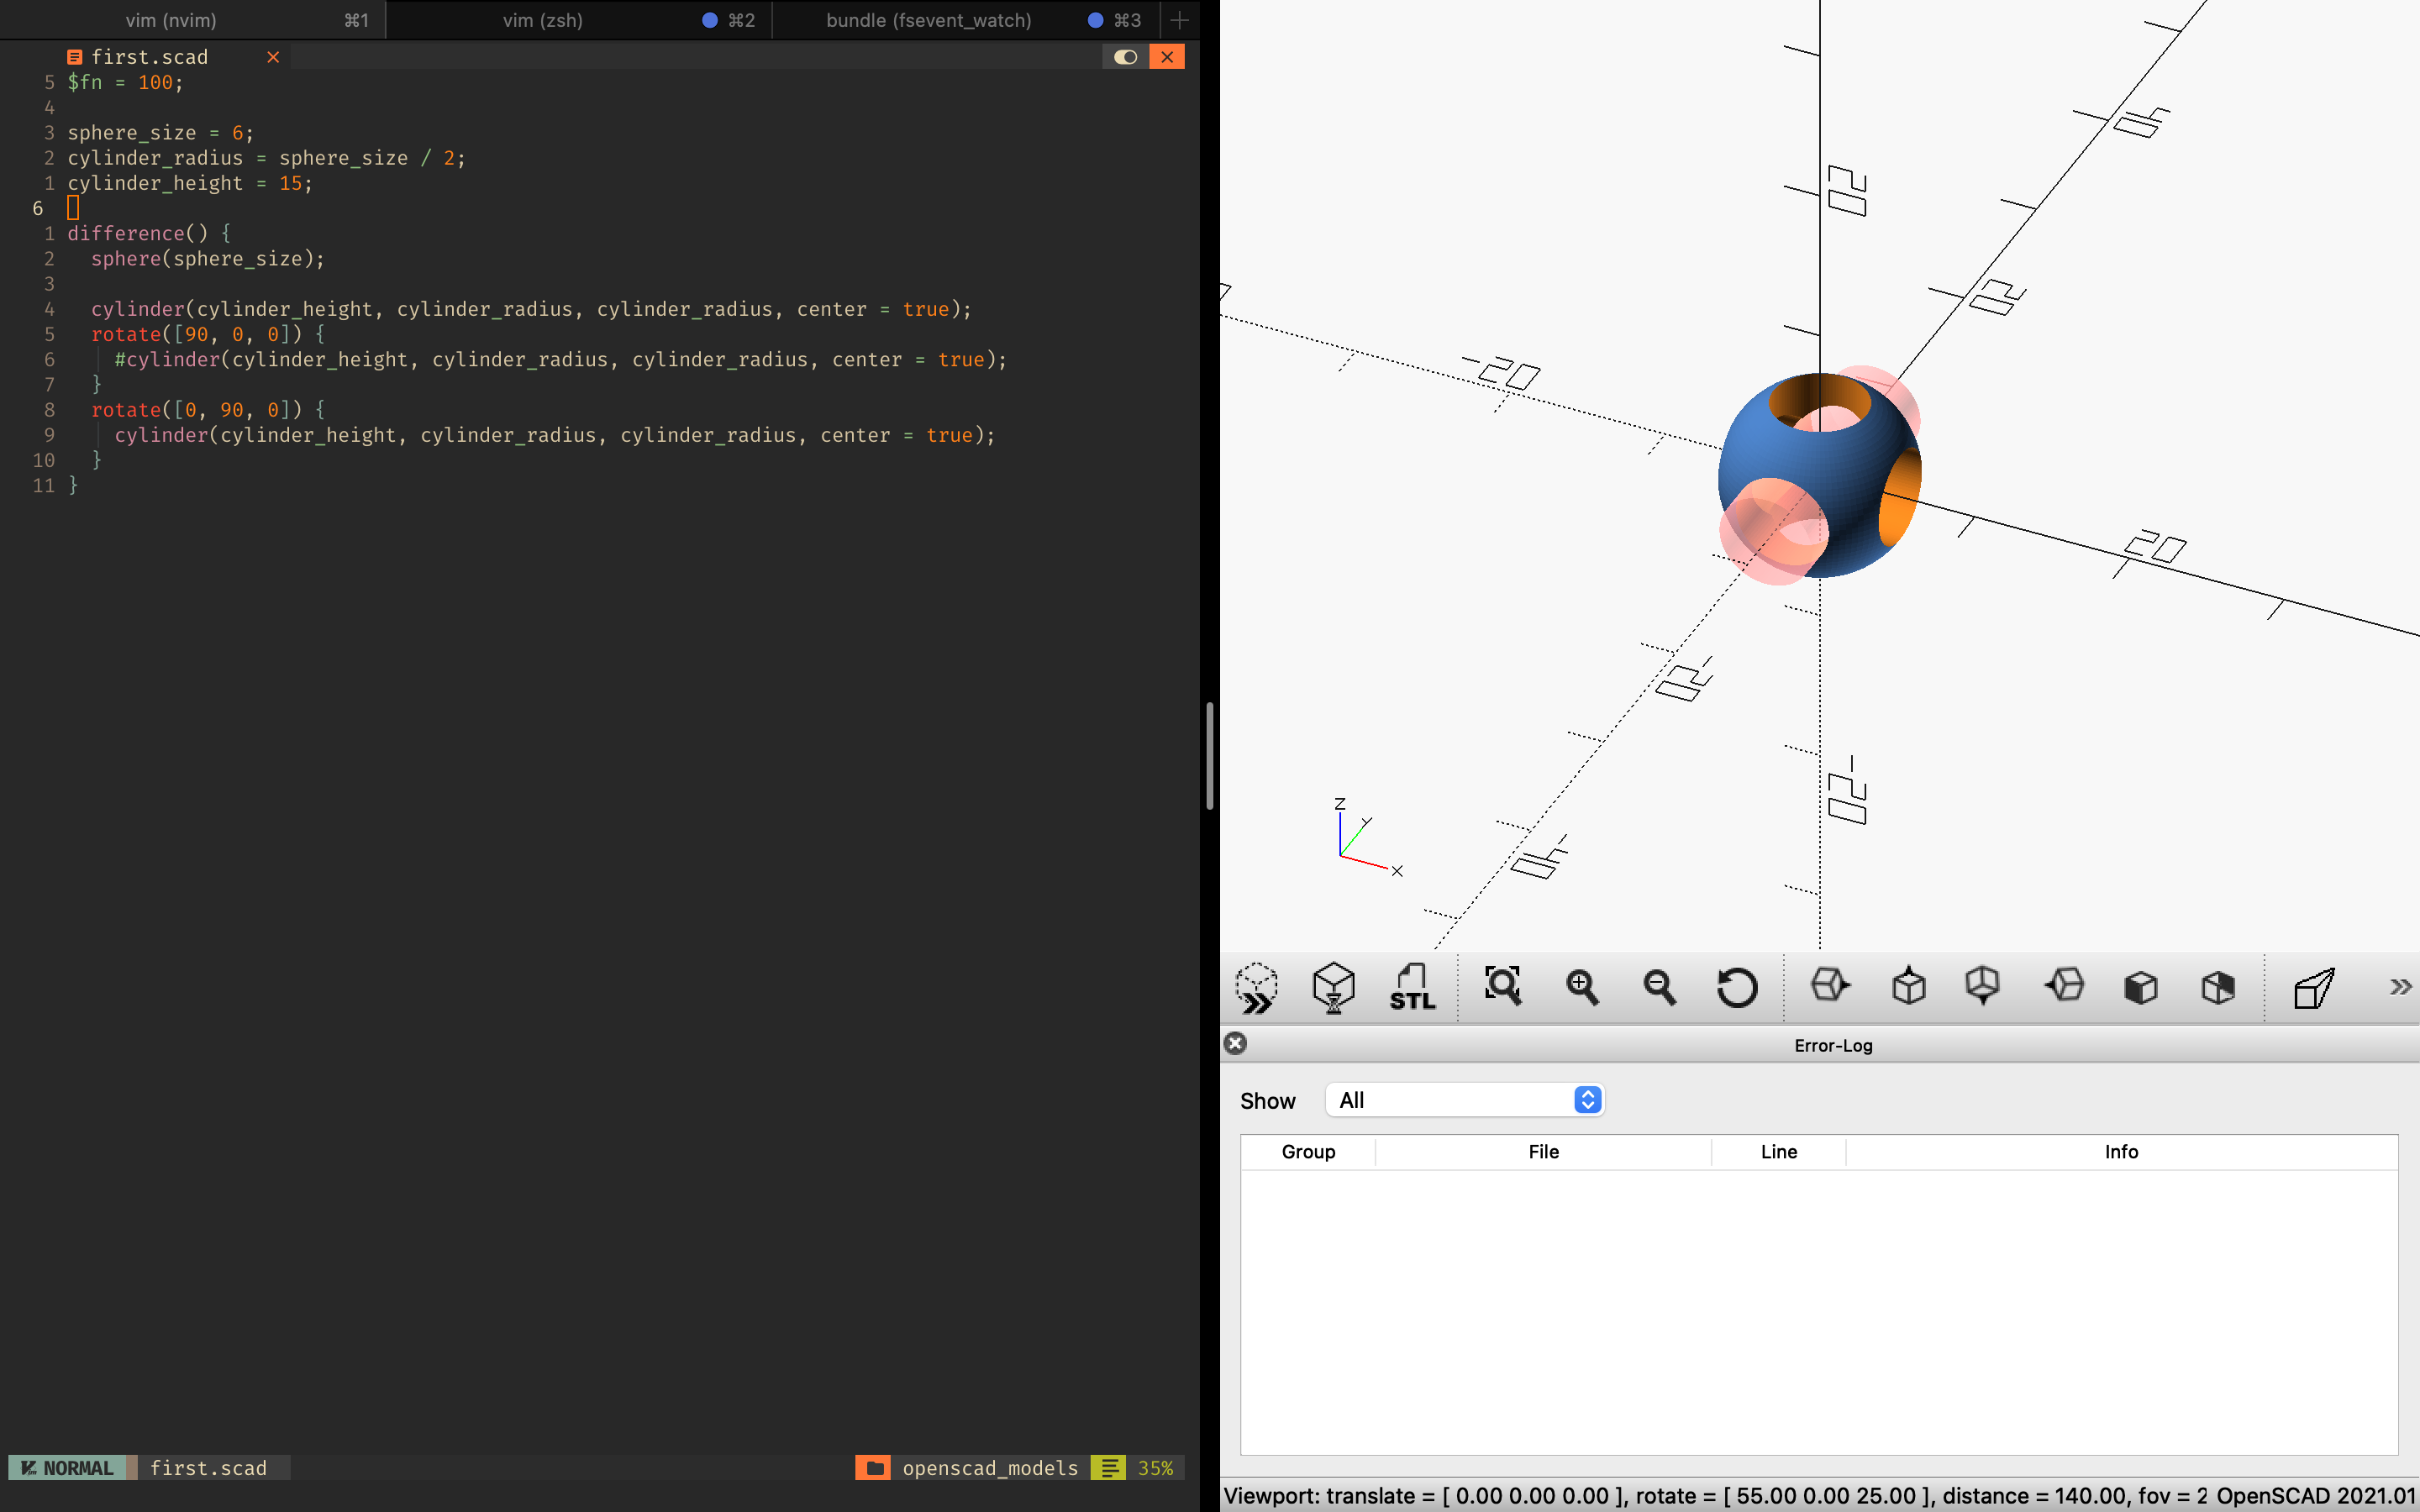 vim (nvim) ⌘1 vim (zsh) ⌘2 bundle (fsevent_watch) ⌘3 +
first.scad
5 $fn = 100;
4
3 sphere_size = 6;
2 cylinder_radius = sphere_size / 2;
1 cylinder_height = 15;
6
1 difference() {
2   sphere(sphere_size);
3
4   cylinder(cylinder_height, cylinder_radius, cylinder_radius, center = true);
5   rotate([90, 0, 0]) {
6     #cylinder(cylinder_height, cylinder_radius, cylinder_radius, center = true);
7   }
8   rotate([0, 90, 0]) {
9     cylinder(cylinder_height, cylinder_radius, cylinder_radius, center = true);
10   }
11 }
NORMAL first.scad openscad_models 35%
20
40
20
-20
20
-20
-20
-40
Z
Y
X
STL
Error-Log
Show All
Group File Line Info
Viewport: translate = [ 0.00 0.00 0.00 ], rotate = [ 55.00 0.00 25.00 ], distance = 140.00, fov = 2 OpenSCAD 2021.01